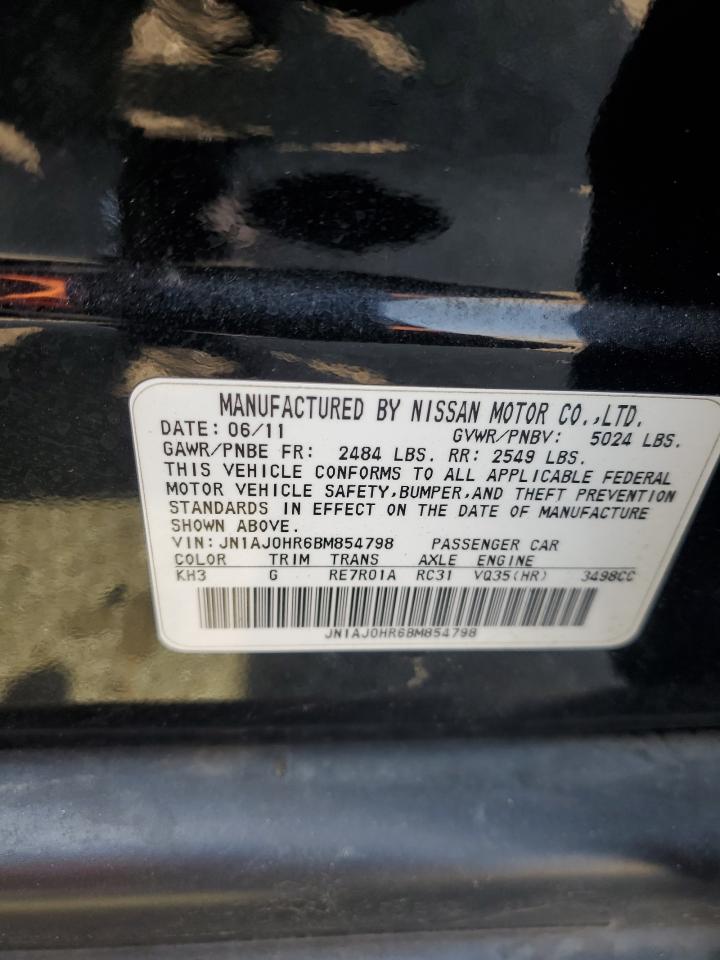 MANUFACTURED BY NISSAN MOTOR CO.,LTD.
DATE: 06/11 GVWR/PNBV: 5024 LBS.
GAWR/PNBE FR: 2484 LBS. RR: 2549 LBS.
THIS VEHICLE CONFORMS TO ALL APPLICABLE FEDERAL
MOTOR VEHICLE SAFETY,BUMPER,AND THEFT PREVENTION
STANDARDS IN EFFECT ON THE DATE OF MANUFACTURE
SHOWN ABOVE.
VIN: JN1AJ0HR6BM854798 PASSENGER CAR
COLOR TRIM TRANS AXLE ENGINE
KH3 G RE7R01A RC31 VQ35(HR) 3498CC
JN1AJ0HR6BM854798